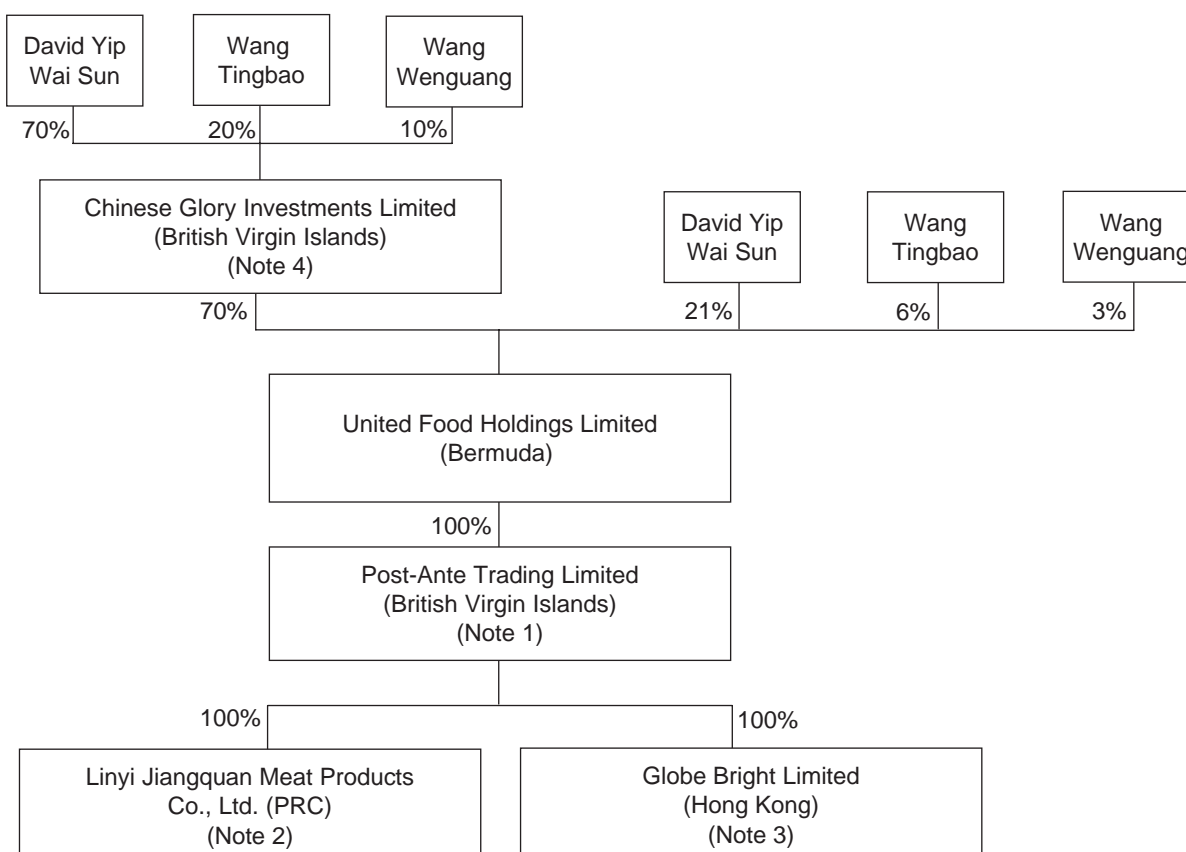 David Yip
Wai Sun
Wang
Tingbao
Wang
Wenguang
70%
20%
10%
Chinese Glory Investments Limited
(British Virgin Islands)
(Note 4)
David Yip
Wai Sun
Wang
Tingbao
Wang
Wenguang
70%
21%
6%
3%
United Food Holdings Limited
(Bermuda)
100%
Post-Ante Trading Limited
(British Virgin Islands)
(Note 1)
100%
100%
Linyi Jiangquan Meat Products
Co., Ltd. (PRC)
(Note 2)
Globe Bright Limited
(Hong Kong)
(Note 3)